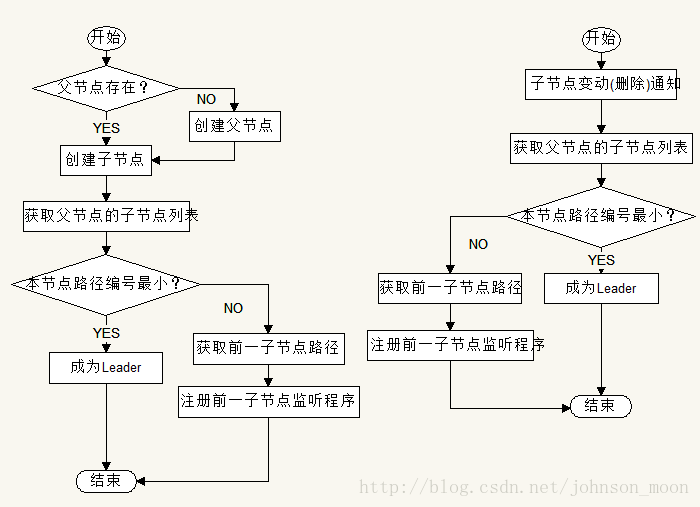 开始
父节点存在？
NO
创建父节点
YES
创建子节点
获取父节点的子节点列表
本节点路径编号最小？
NO
YES
获取前一子节点路径
成为Leader
注册前一子节点监听程序
结束
开始
子节点变动(删除)通知
获取父节点的子节点列表
本节点路径编号最小？
NO
YES
获取前一子节点路径
成为Leader
注册前一子节点监听程序
结束
http://blog.csdn.net/johnson_moon